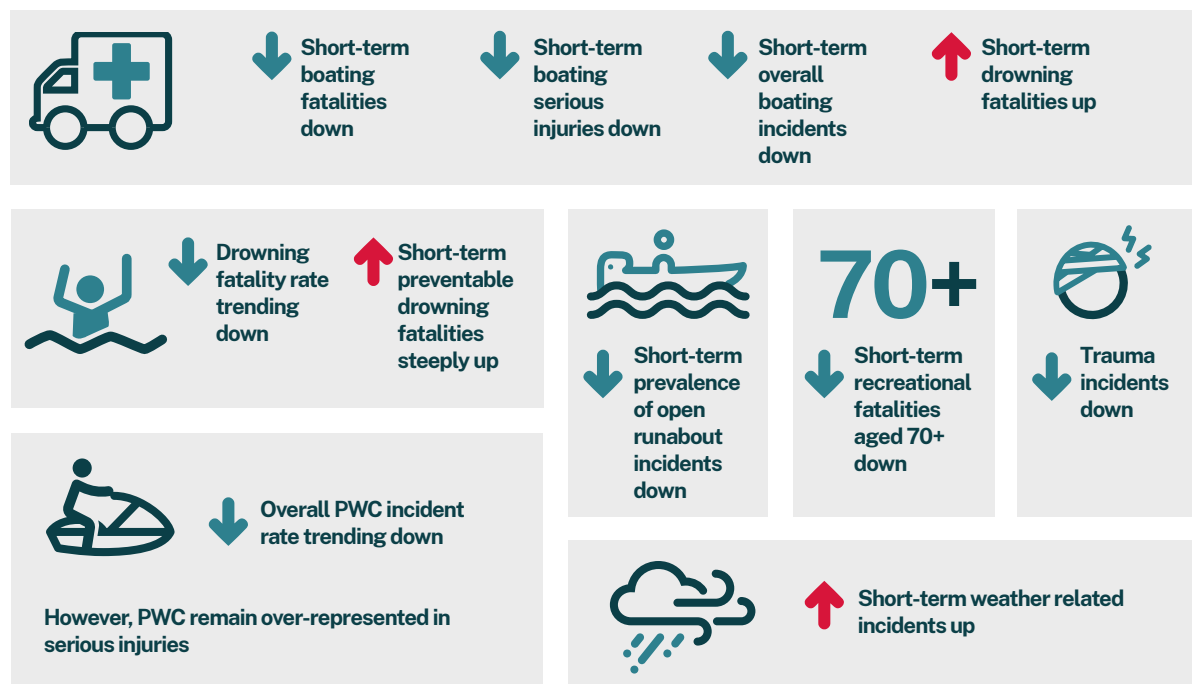 Short-term
boating
fatalities
down
Short-term
boating
serious
injuries down
Short-term
overall
boating
incidents
down
Short-term
drowning
fatalities up
Drowning
fatality rate
trending
down
Short-term
preventable
drowning
fatalities
steeply up
Short-term
prevalence
of open
runabout
incidents
down
70+
Short-term
recreational
fatalities
aged 70+
down
Trauma
incidents
down
Overall PWC incident
rate trending down
However, PWC remain over-represented in
serious injuries
Short-term weather related
incidents up